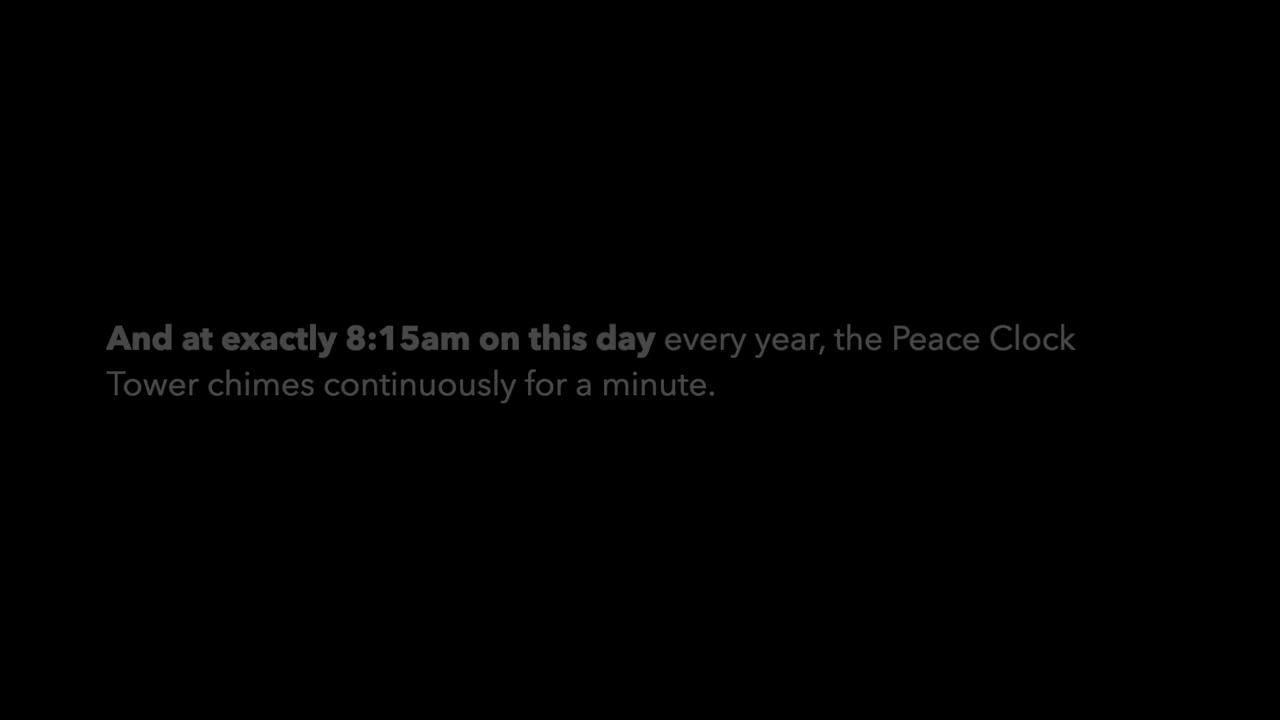 And at exactly 8:15am on this day every year, the Peace Clock
Tower chimes continuously for a minute.